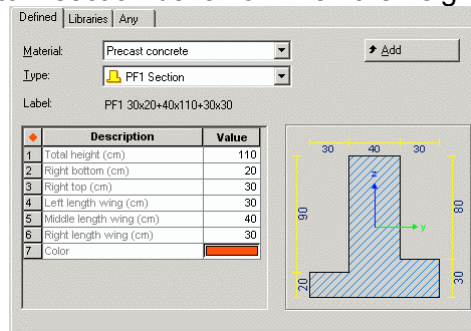 Defined Libraries Any
Material: Precast concrete Add
Type: PF1 Section
Label: PF1 30x20+40x110+30x30
Description Value
1 Total height (cm) 110
2 Right bottom (cm) 20
3 Right top (cm) 30
4 Left length wing (cm) 30
5 Middle length wing (cm) 40
6 Right length wing (cm) 30
7 Color
30 40 30
z
90 80
y
20 30